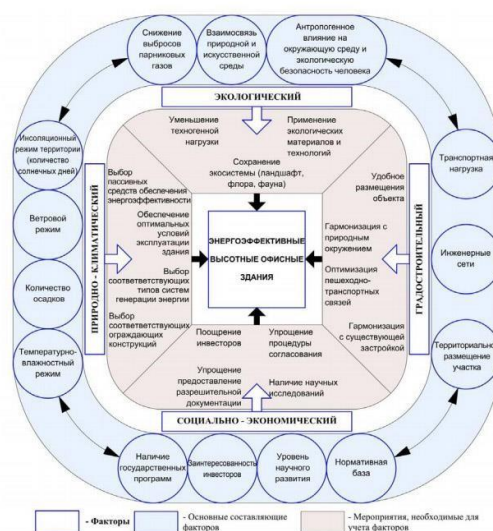 Снижение
выбросов
парниковых
газов
Взаимосвязь
природной и
искусственной
среды
Антропогенное
влияние на
окружающую среду и
экологическую
безопасность человека
ЭКОЛОГИЧЕСКИЙ
Уменьшение
техногенной
нагрузки
Применение
экологических
материалов и
технологий
Сохранение
экосистемы (ландшафт,
флора, фауна)
Инсоляционный
режим территории
(количество
солнечных дней)
Ветровой
режим
Количество
осадков
Температурно-
влажностный
режим
ПРИРОДНО - КЛИМАТИЧЕСКИЙ
Выбор
пассивных
средств обеспечения
энергоэффективности
Обеспечение
оптимальных
условий
эксплуатации
здания
Выбор
соответствующих
типов систем
генерации энергии
Выбор
соответствующих
ограждающих
конструкций
ЭНЕРГОЭФФЕКТИВНЫЕ
ВЫСОТНЫЕ ОФИСНЫЕ
ЗДАНИЯ
Удобное
размещения
объекта
Гармонизация с
природным
окружением
Оптимизация
пешеходно-
транспортных
связей
Гармонизация
с существующей
застройкой
ГРАДОСТРОИТЕЛЬНЫЙ
Транспортная
нагрузка
Инженерные
сети
Территориальное
размещение
участка
Поощрение
инвесторов
Упрощение
процедуры
согласования
Упрощение
предоставление
разрешительной
документации
Наличие научных
исследований
СОЦИАЛЬНО - ЭКОНОМИЧЕСКИЙ
Наличие
государственных
программ
Заинтересованность
инвесторов
Уровень
научного
развития
Нормативная
база
- Факторы
- Основные составляющие
факторов
- Мероприятия, необходимые для
учета факторов